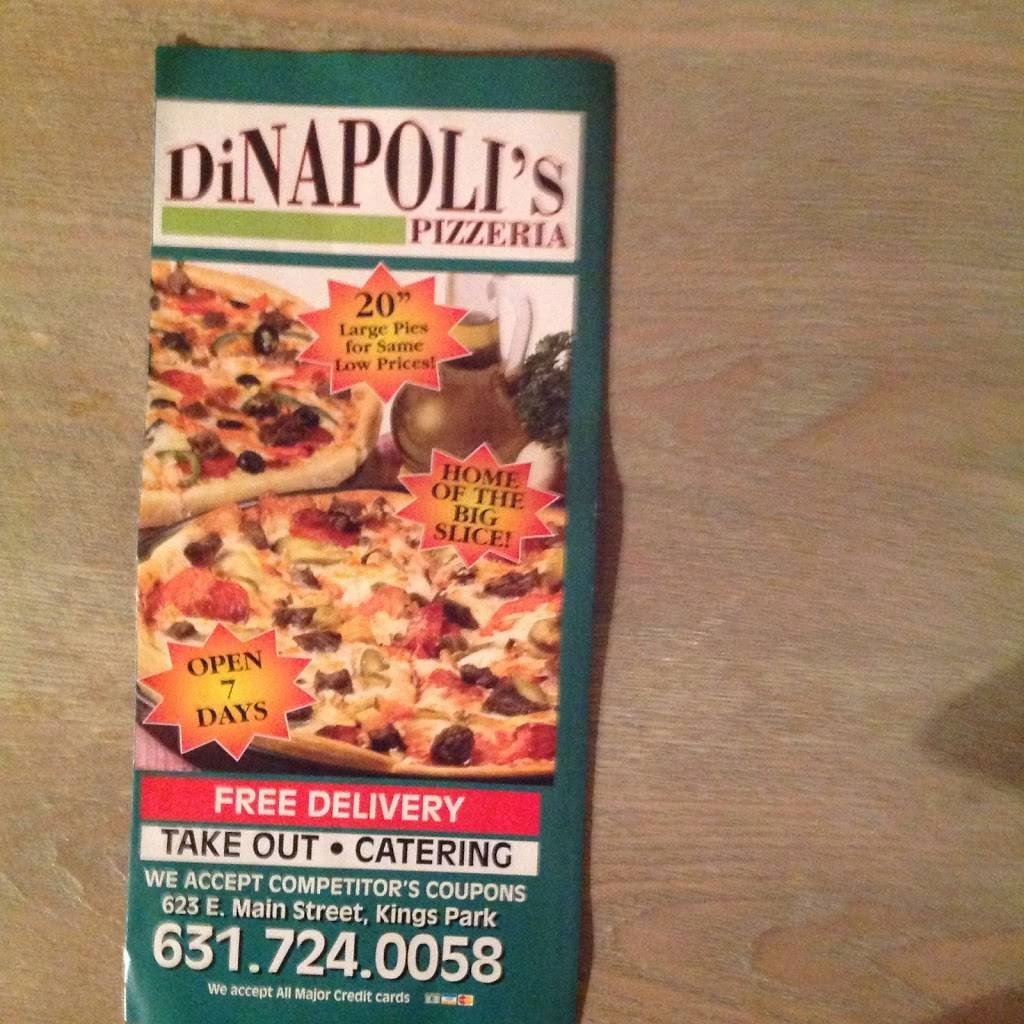 DiNAPOLI'S
PIZZERIA
20"
Large Pies
for Same
Low Prices!
HOME
OF THE
BIG
SLICE!
OPEN
7
DAYS
FREE DELIVERY
TAKE OUT • CATERING
WE ACCEPT COMPETITOR'S COUPONS
623 E. Main Street, Kings Park
631.724.0058
We accept All Major Credit cards